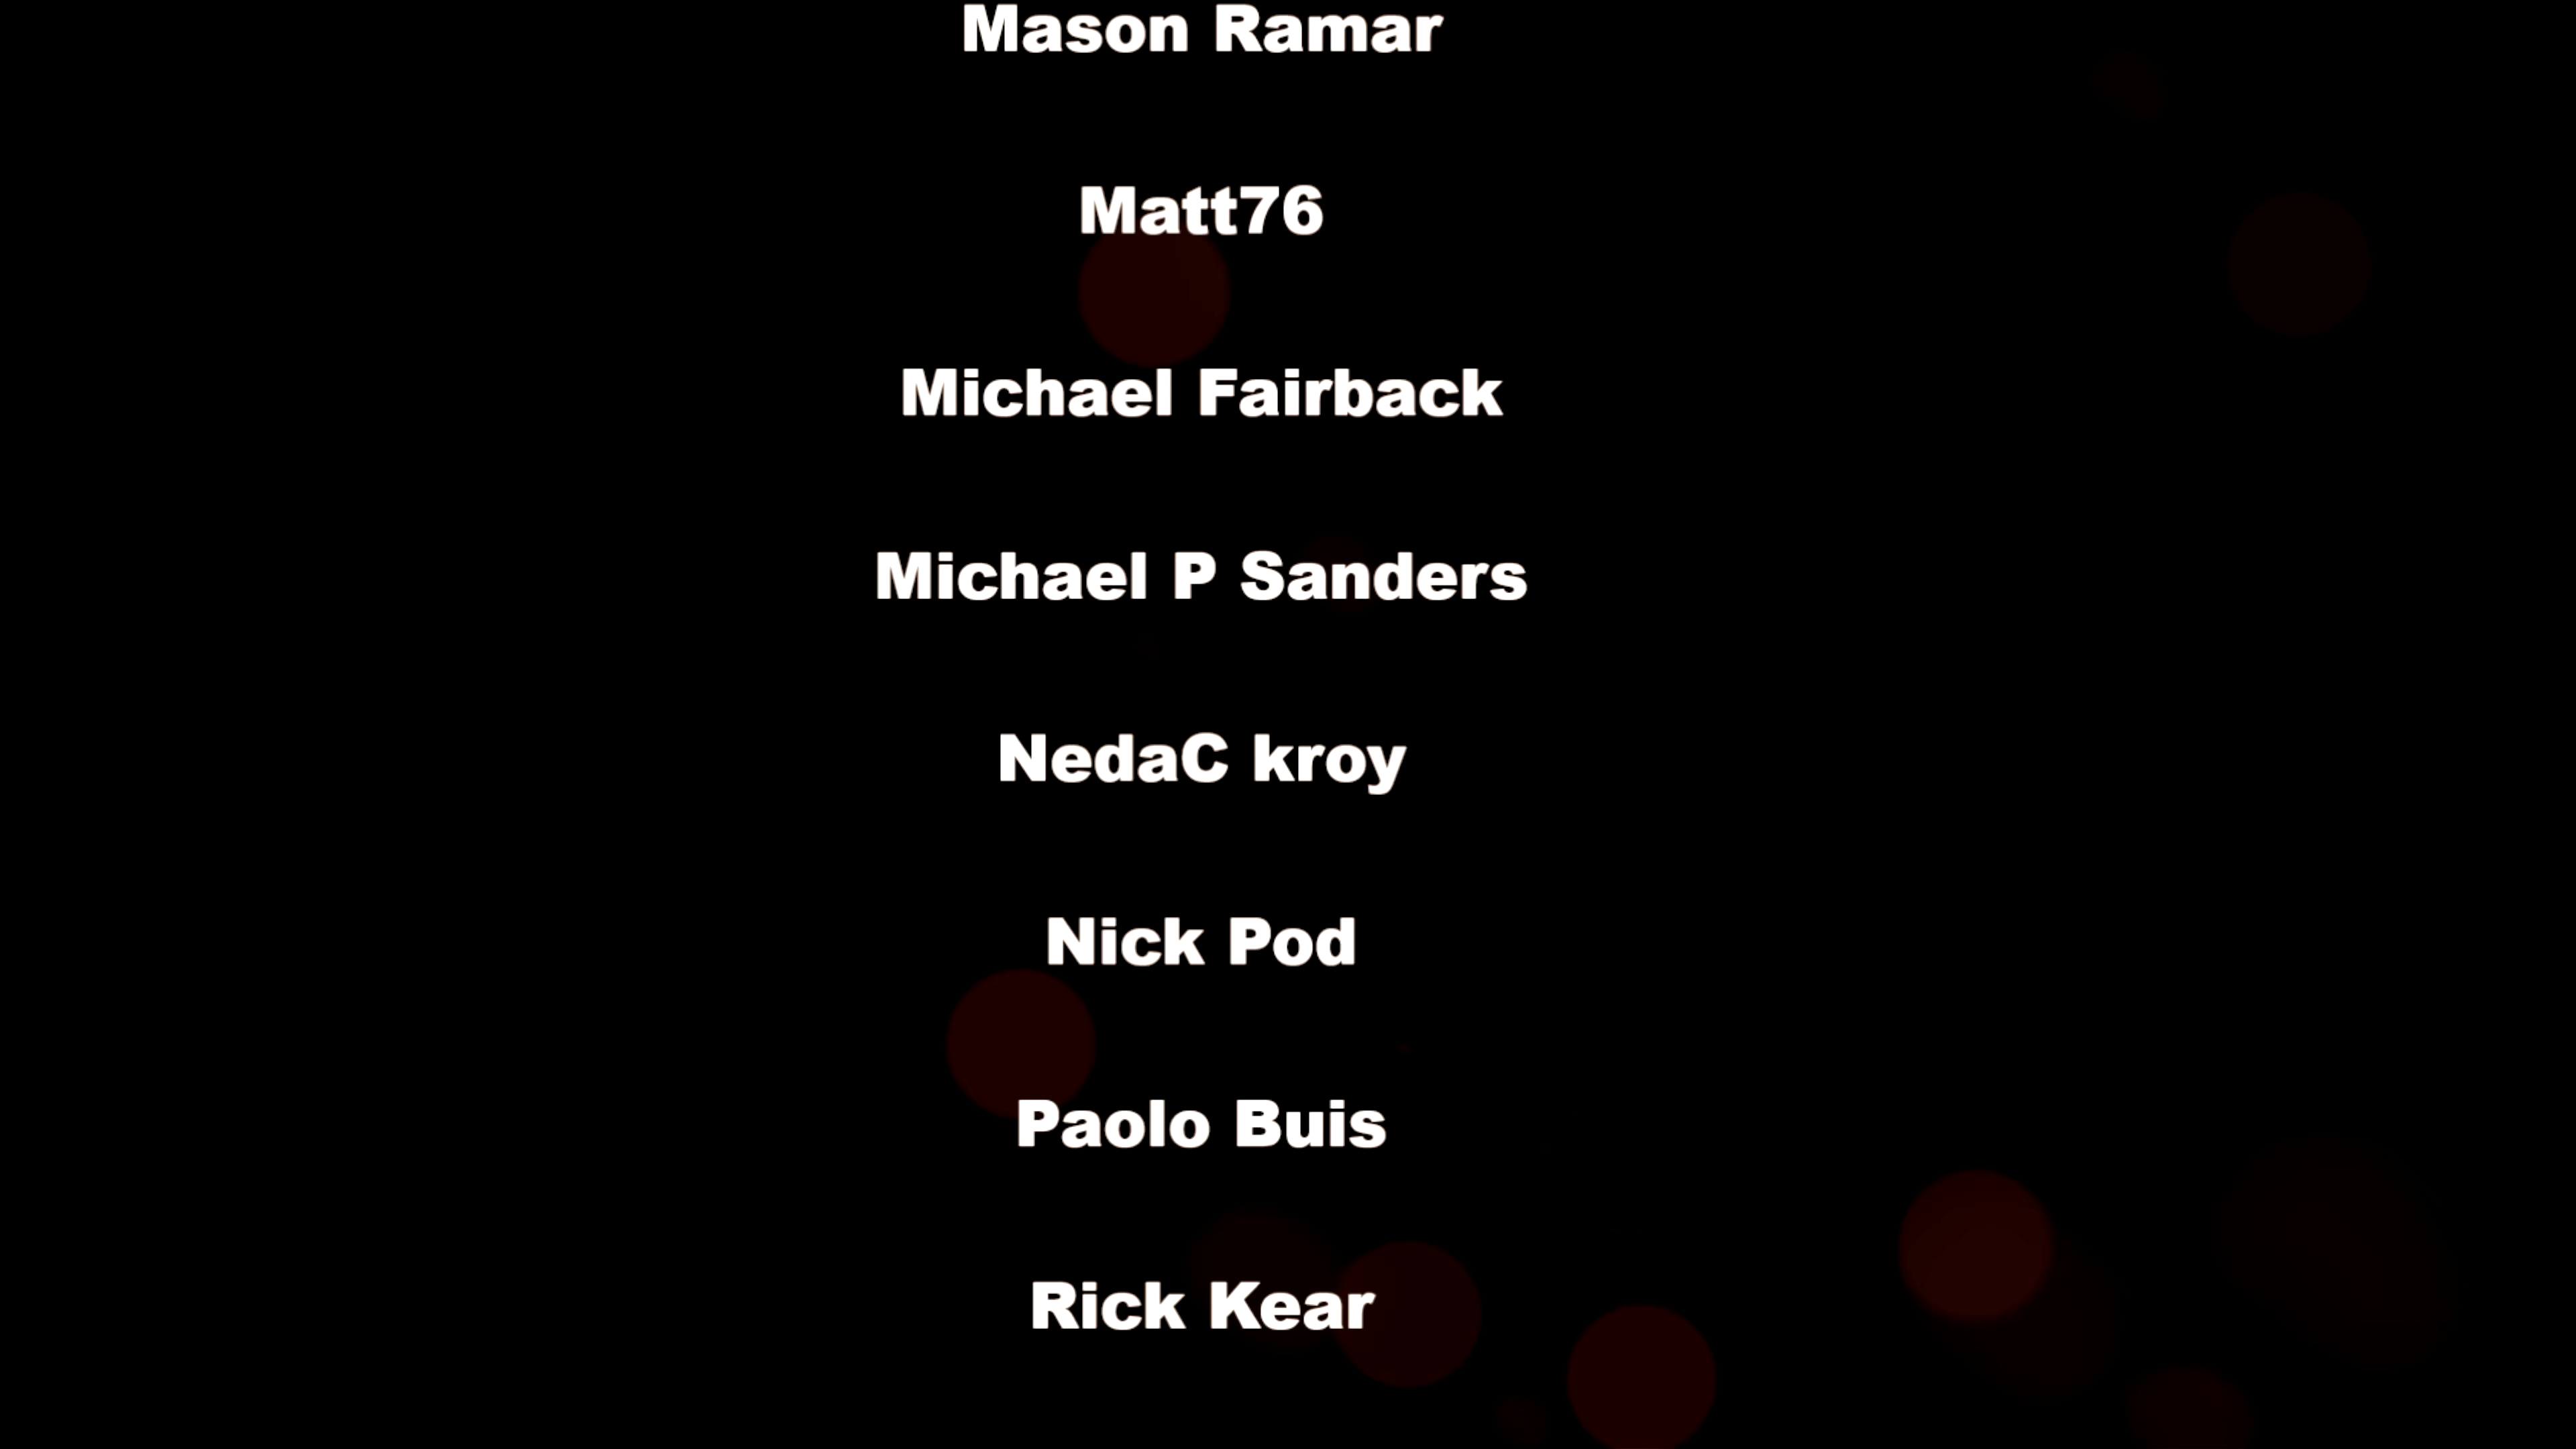 Mason Ramar
Matt76
Michael Fairback
Michael P Sanders
NedaC kroy
Nick Pod
Paolo Buis
Rick Kear